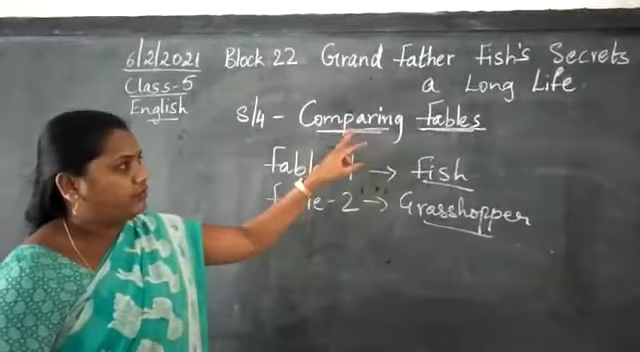 6/2/2021 Block 22 Grand father Fish's Secrets
Class-5 a Long Life.
English
S/4 - Comparing fables
→ fish
-2 → Grasshopper